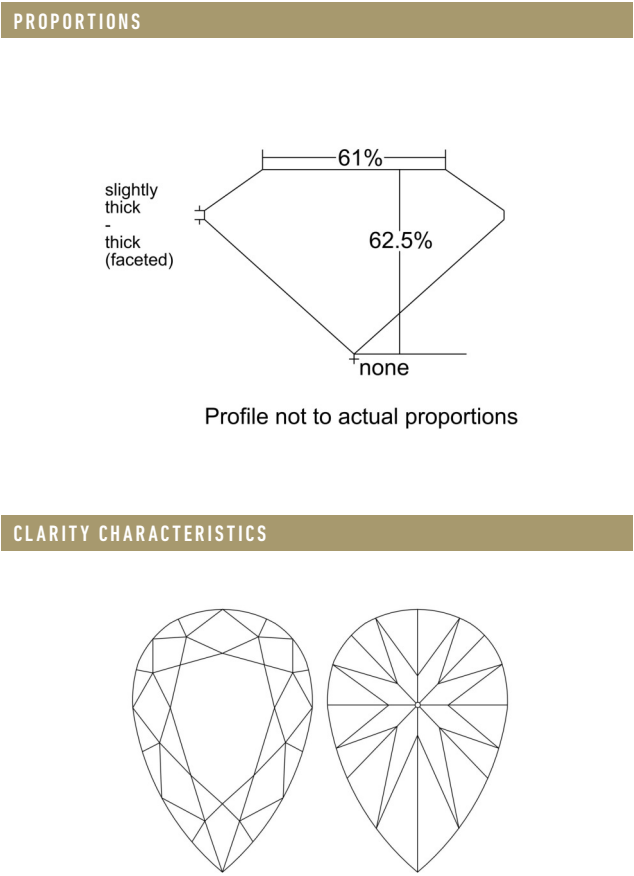 PROPORTIONS
61%
slightly
thick
-
thick
(faceted)
62.5%
none
Profile not to actual proportions
CLARITY CHARACTERISTICS